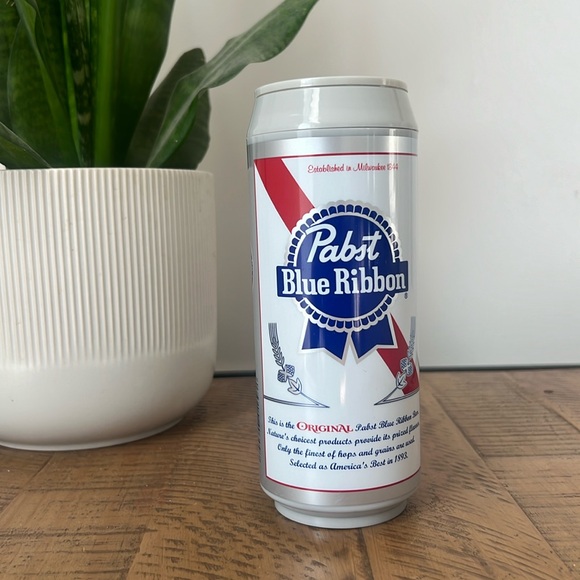 Established in Milwaukee 1844
Pabst
Blue Ribbon
®
This is the ORIGINAL Pabst Blue Ribbon Beer.
Nature's choicest products provide its prized flavor.
Only the finest of hops and grains are used.
Selected as America's Best in 1893.